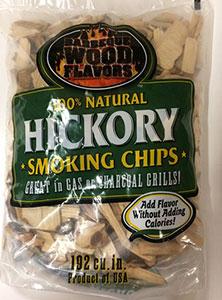 BARBEQUE
WOOD
FLAVORS
100% NATURAL
HICKORY
SMOKING CHIPS
GREAT in GAS or CHARCOAL GRILLS!
Add Flavor
Without Adding
Calories!
192 cu.in.
Product of USA